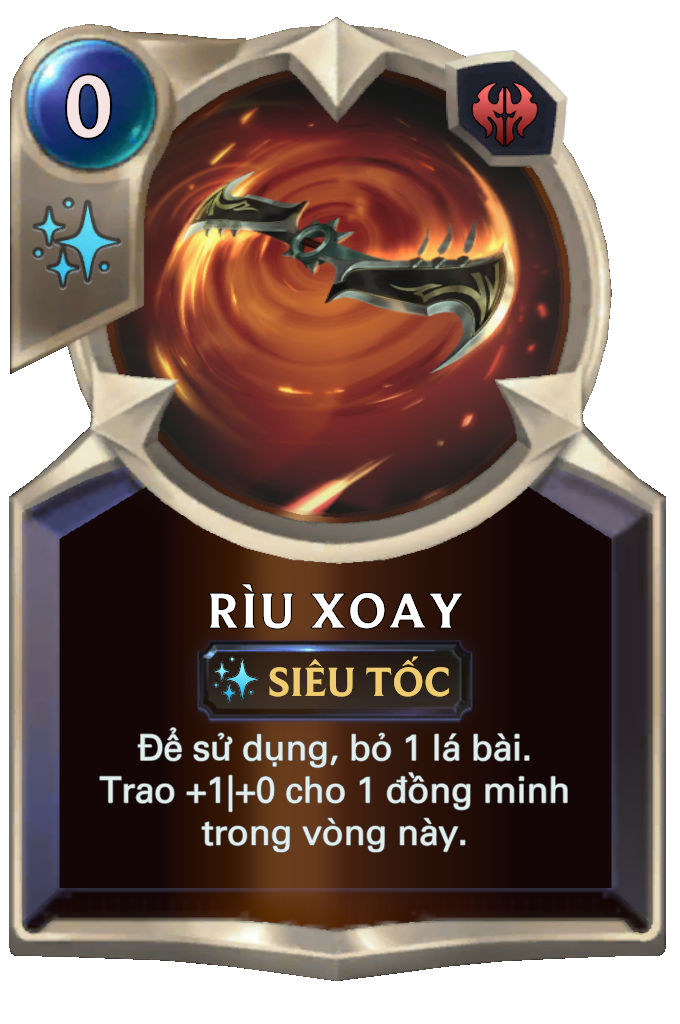 0
RÌU XOAY
SIÊU TỐC
Để sử dụng, bỏ 1 lá bài.
Trao +1|+0 cho 1 đồng minh
trong vòng này.